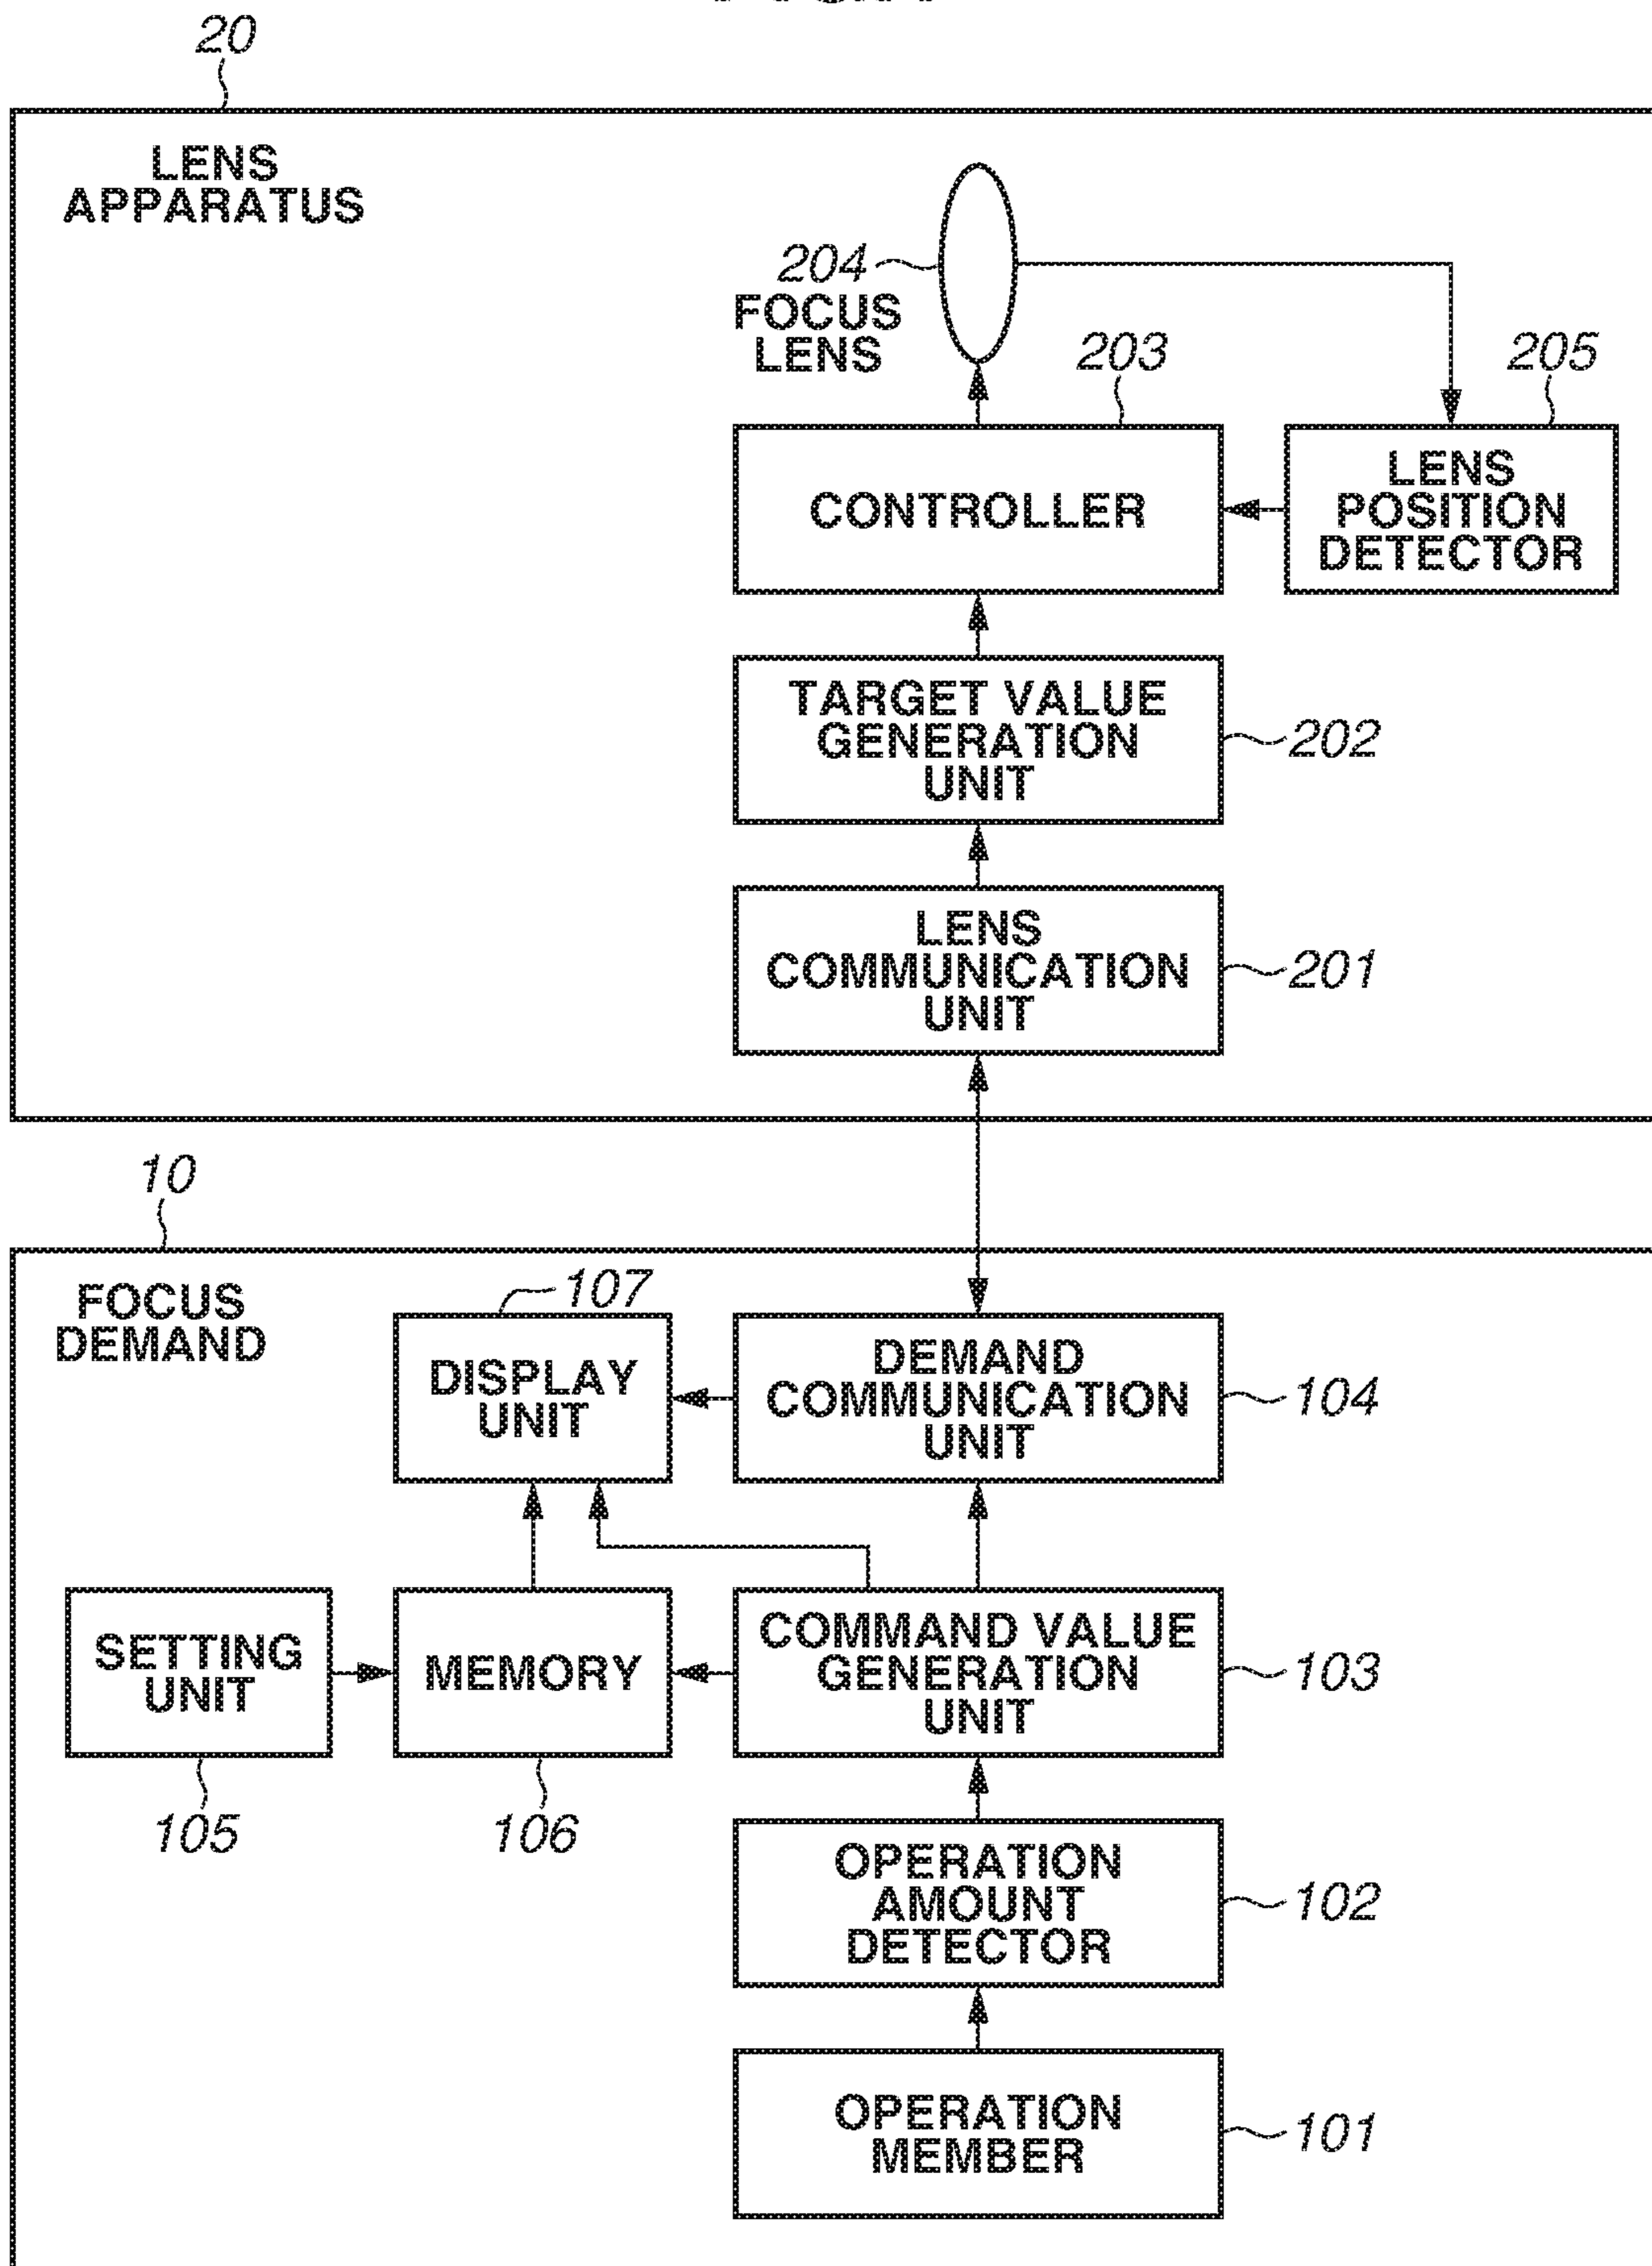 20
LENS
APPARATUS
204
FOCUS
LENS
203
205
CONTROLLER
LENS
POSITION
DETECTOR
TARGET VALUE
GENERATION
UNIT
202
LENS
COMMUNICATION
UNIT
201
10
FOCUS
DEMAND
107
DISPLAY
UNIT
DEMAND
COMMUNICATION
UNIT
104
SETTING
UNIT
MEMORY
COMMAND VALUE
GENERATION
UNIT
103
105
106
OPERATION
AMOUNT
DETECTOR
102
OPERATION
MEMBER
101